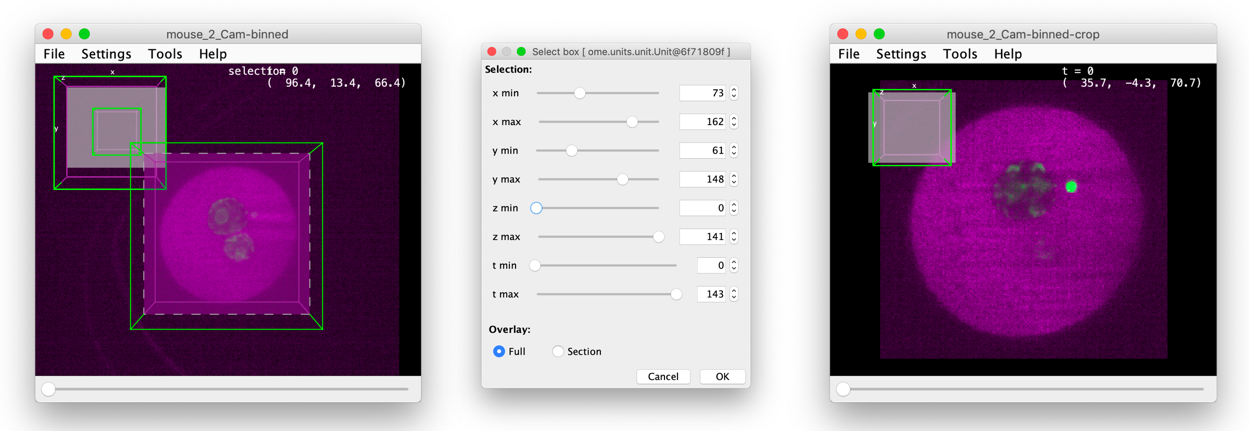 mouse_2_Cam-binned
File Settings Tools Help
x
z
y
selection
t = 0
( 96.4, 13.4, 66.4)
Select box [ ome.units.unit.Unit@6f71809f ]
Selection:
x min 73
x max 162
y min 61
y max 148
z min 0
z max 141
t min 0
t max 143
Overlay:
Full Section
Cancel OK
mouse_2_Cam-binned-crop
File Settings Tools Help
t = 0
( 35.7, -4.3, 70.7)
x
z
y